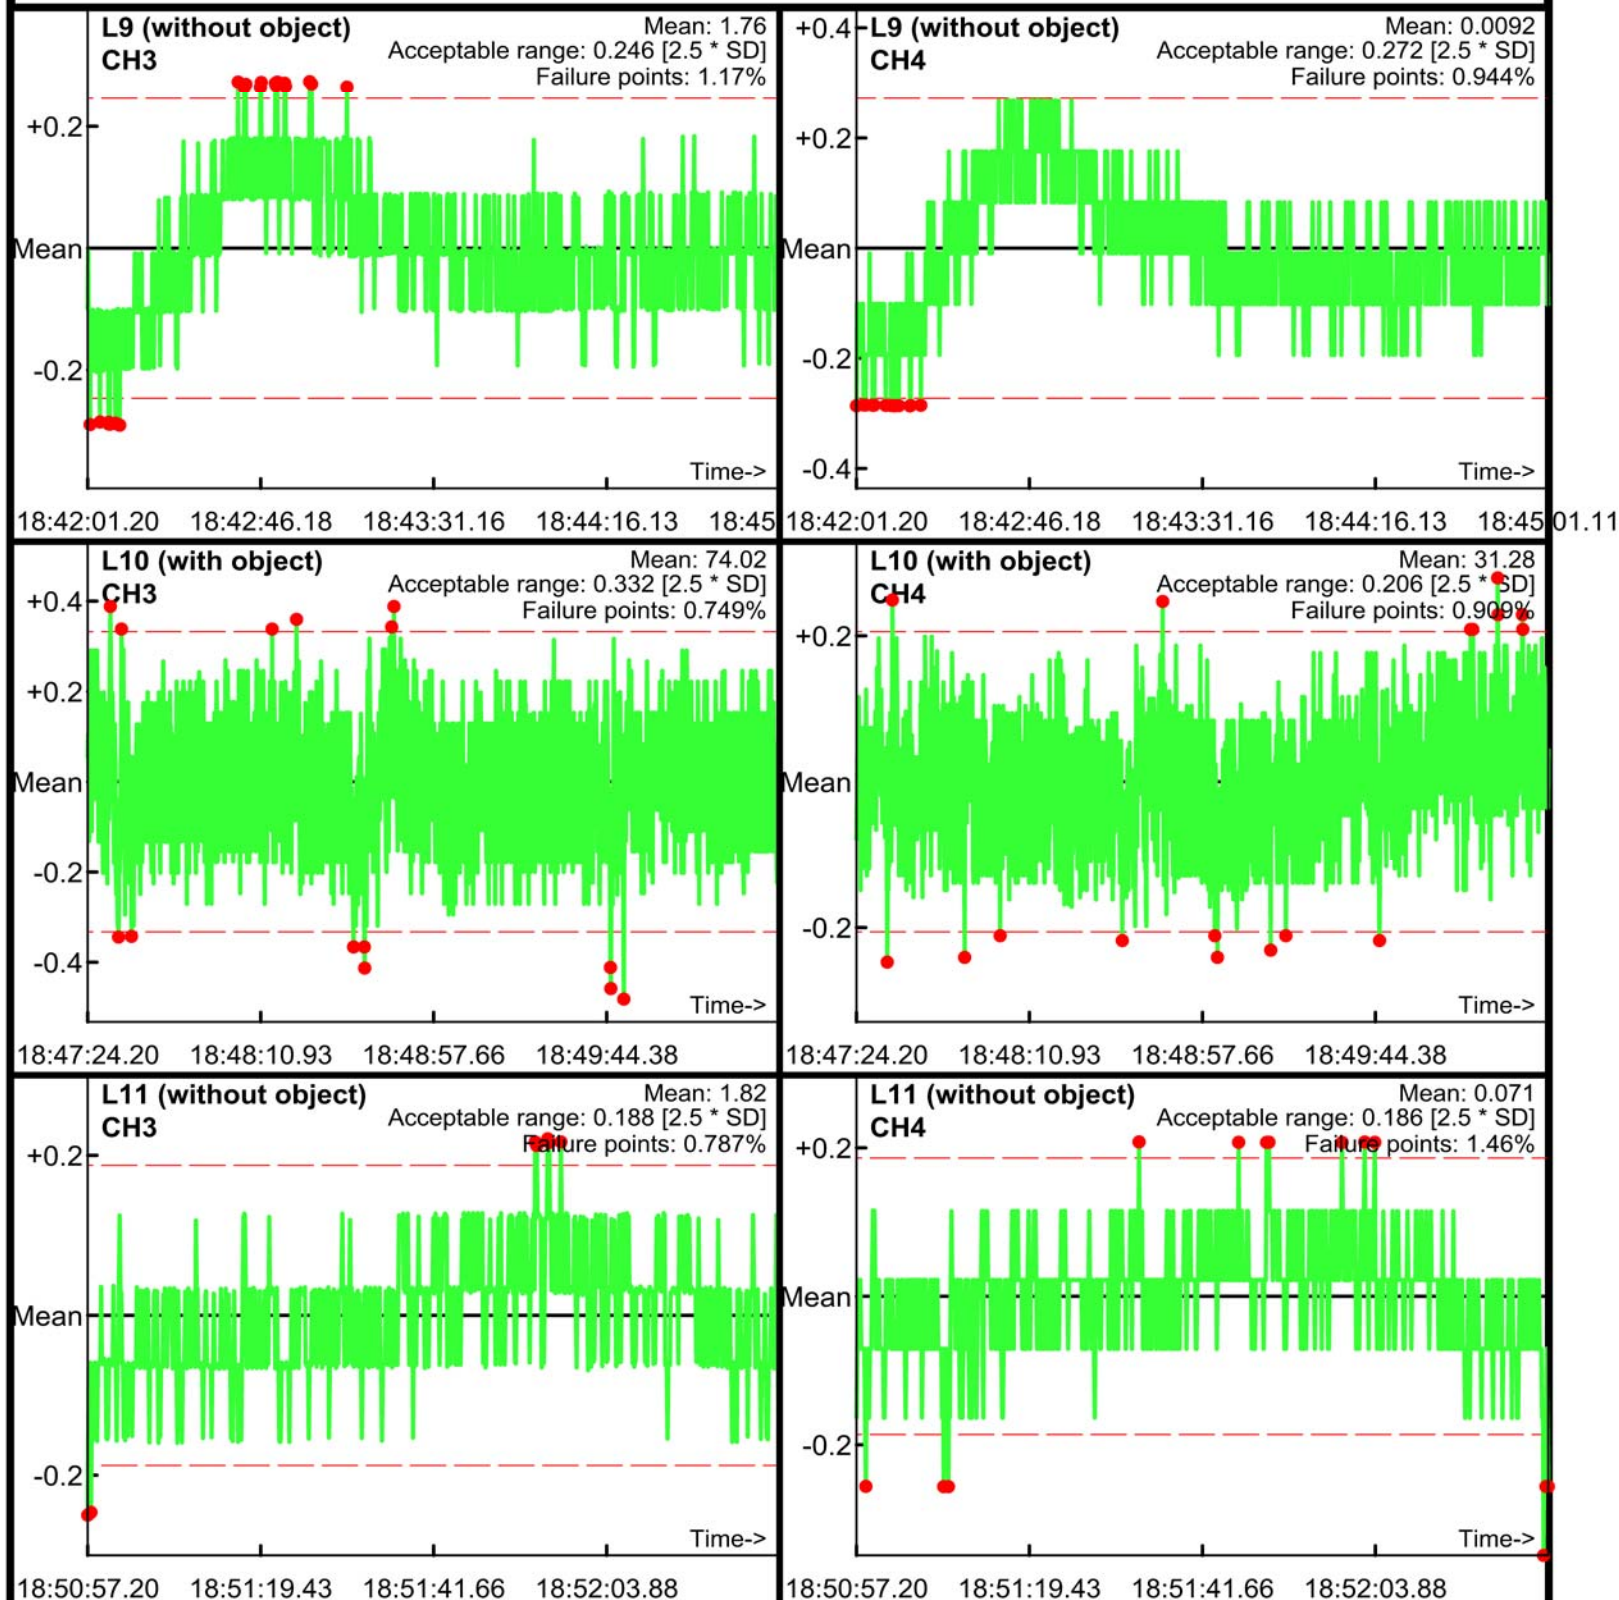 L9 (without object)
CH3
Mean: 1.76
Acceptable range: 0.246 [2.5 * SD]
Failure points: 1.17%
+0.2
Mean
-0.2
Time->
18:42:01.20 18:42:46.18 18:43:31.16 18:44:16.13 18:45
L9 (without object)
CH4
Mean: 0.0092
Acceptable range: 0.272 [2.5 * SD]
Failure points: 0.944%
+0.4
+0.2
Mean
-0.2
-0.4
Time->
18:42:01.20 18:42:46.18 18:43:31.16 18:44:16.13 18:45:01.11
L10 (with object)
CH3
Mean: 74.02
Acceptable range: 0.332 [2.5 * SD]
Failure points: 0.749%
+0.4
+0.2
Mean
-0.2
-0.4
Time->
18:47:24.20 18:48:10.93 18:48:57.66 18:49:44.38
L10 (with object)
CH4
Mean: 31.28
Acceptable range: 0.206 [2.5 * SD]
Failure points: 0.909%
+0.2
Mean
-0.2
Time->
18:47:24.20 18:48:10.93 18:48:57.66 18:49:44.38
L11 (without object)
CH3
Mean: 1.82
Acceptable range: 0.188 [2.5 * SD]
Failure points: 0.787%
+0.2
Mean
-0.2
Time->
18:50:57.20 18:51:19.43 18:51:41.66 18:52:03.88
L11 (without object)
CH4
Mean: 0.071
Acceptable range: 0.186 [2.5 * SD]
Failure points: 1.46%
+0.2
Mean
-0.2
Time->
18:50:57.20 18:51:19.43 18:51:41.66 18:52:03.88